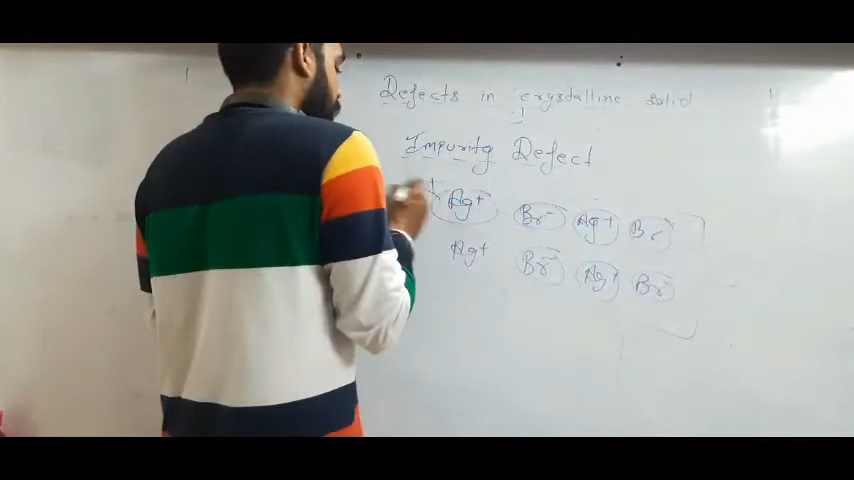 Defects in crystalline solid
Impurity Defect
Ag+ Br- Ag+ Br-
Ag+ Br- Ag+ Br-